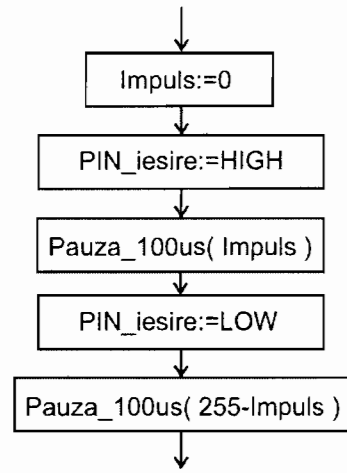 Impuls:=0
PIN_iesire:=HIGH
Pauza_100us( Impuls )
PIN_iesire:=LOW
Pauza_100us( 255-Impuls )